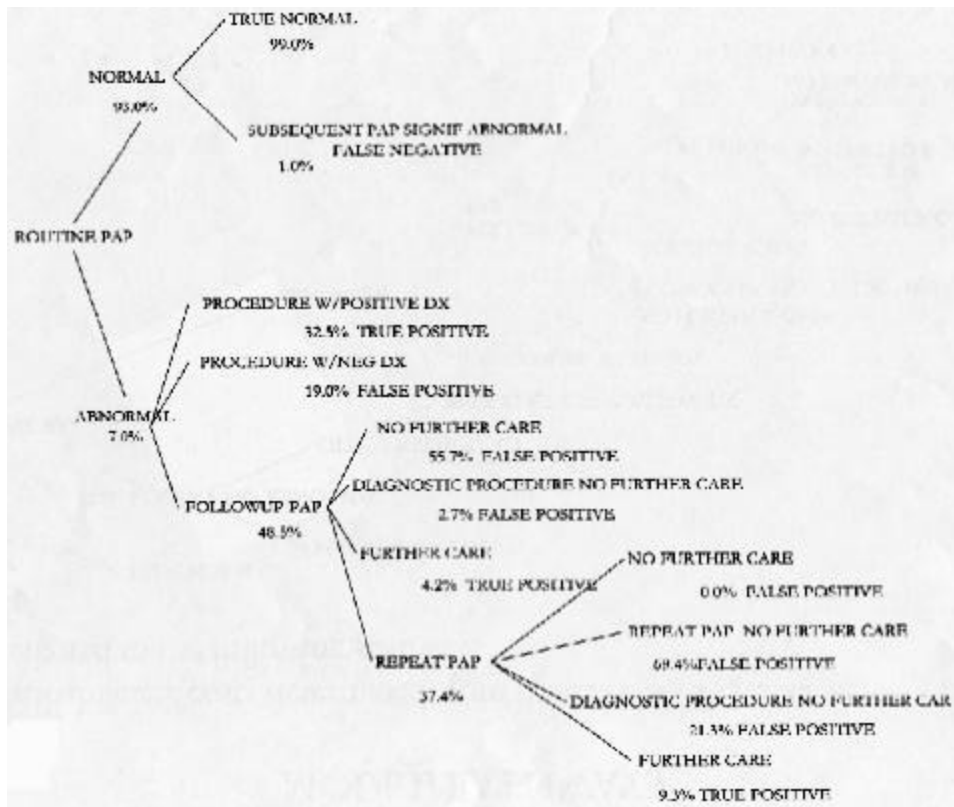 TRUE NORMAL
99.0%
NORMAL
93.0%
SUBSEQUENT PAP SIGNIF ABNORMAL
FALSE NEGATIVE
1.0%
ROUTINE PAP
PROCEDURE W/POSITIVE DX
32.5% TRUE POSITIVE
PROCEDURE W/NEG DX
19.0% FALSE POSITIVE
ABNORMAL
7.0%
NO FURTHER CARE
55.7% FALSE POSITIVE
DIAGNOSTIC PROCEDURE NO FURTHER CARE
2.7% FALSE POSITIVE
FOLLOWUP PAP
48.5%
FURTHER CARE
4.2% TRUE POSITIVE
NO FURTHER CARE
0.0% FALSE POSITIVE
REPEAT PAP NO FURTHER CARE
69.4% FALSE POSITIVE
REPEAT PAP
37.4%
DIAGNOSTIC PROCEDURE NO FURTHER CAR
21.3% FALSE POSITIVE
FURTHER CARE
9.3% TRUE POSITIVE